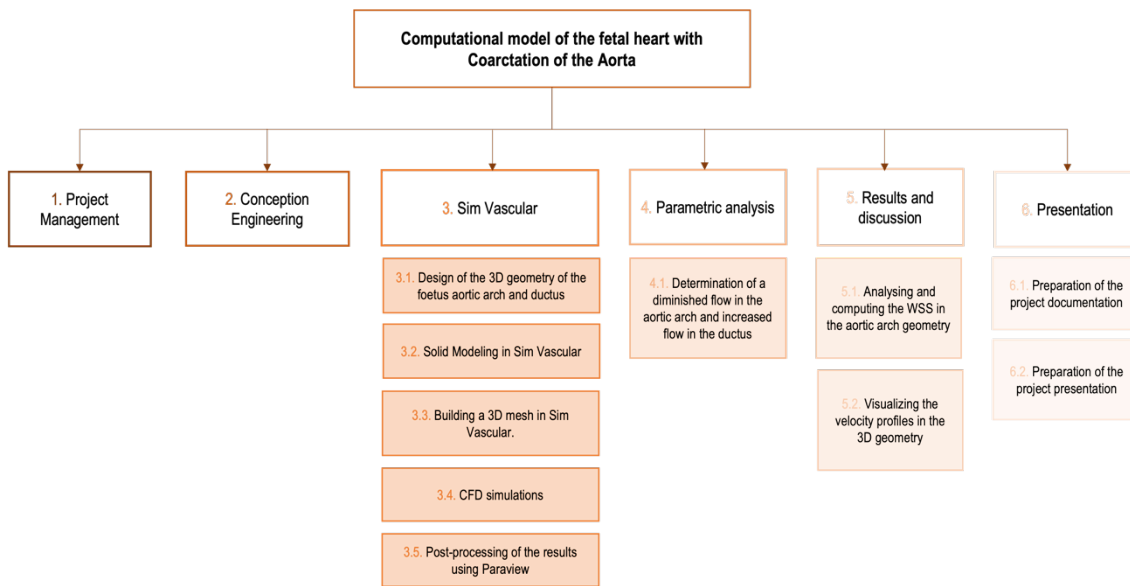 Computational model of the fetal heart with
Coarctation of the Aorta
1. Project
Management
2. Conception
Engineering
3. Sim Vascular
4. Parametric analysis
5. Results and
discussion
6. Presentation
3.1. Design of the 3D geometry of the
foetus aortic arch and ductus
3.2. Solid Modeling in Sim Vascular
3.3. Building a 3D mesh in Sim
Vascular.
3.4. CFD simulations
3.5. Post-processing of the results
using Paraview
4.1. Determination of a
diminished flow in the
aortic arch and increased
flow in the ductus
5.1. Analysing and
computing the WSS in
the aortic arch geometry
5.2. Visualizing the
velocity profiles in the
3D geometry
6.1. Preparation of the
project documentation
6.2. Preparation of the
project presentation